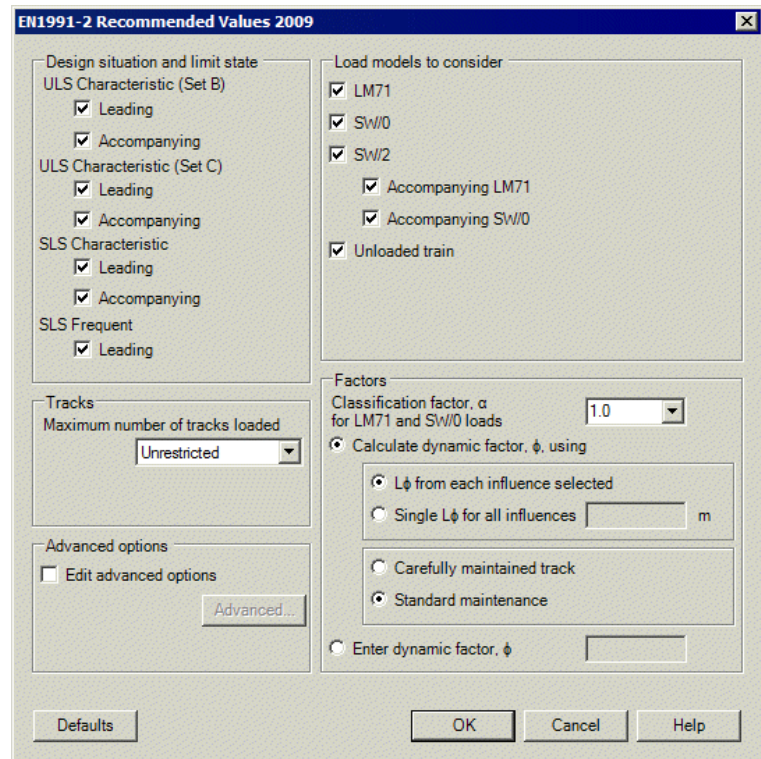 EN1991-2 Recommended Values 2009
Design situation and limit state
ULS Characteristic (Set B)
Leading
Accompanying
ULS Characteristic (Set C)
Leading
Accompanying
SLS Characteristic
Leading
Accompanying
SLS Frequent
Leading
Tracks
Maximum number of tracks loaded
Unrestricted
Advanced options
Edit advanced options
Advanced...
Load models to consider
LM71
SW/0
SW/2
Accompanying LM71
Accompanying SW/0
Unloaded train
Factors
Classification factor, α
for LM71 and SW/0 loads
1.0
Calculate dynamic factor, ϕ, using
Lϕ from each influence selected
Single Lϕ for all influences m
Carefully maintained track
Standard maintenance
Enter dynamic factor, ϕ
Defaults
OK Cancel Help